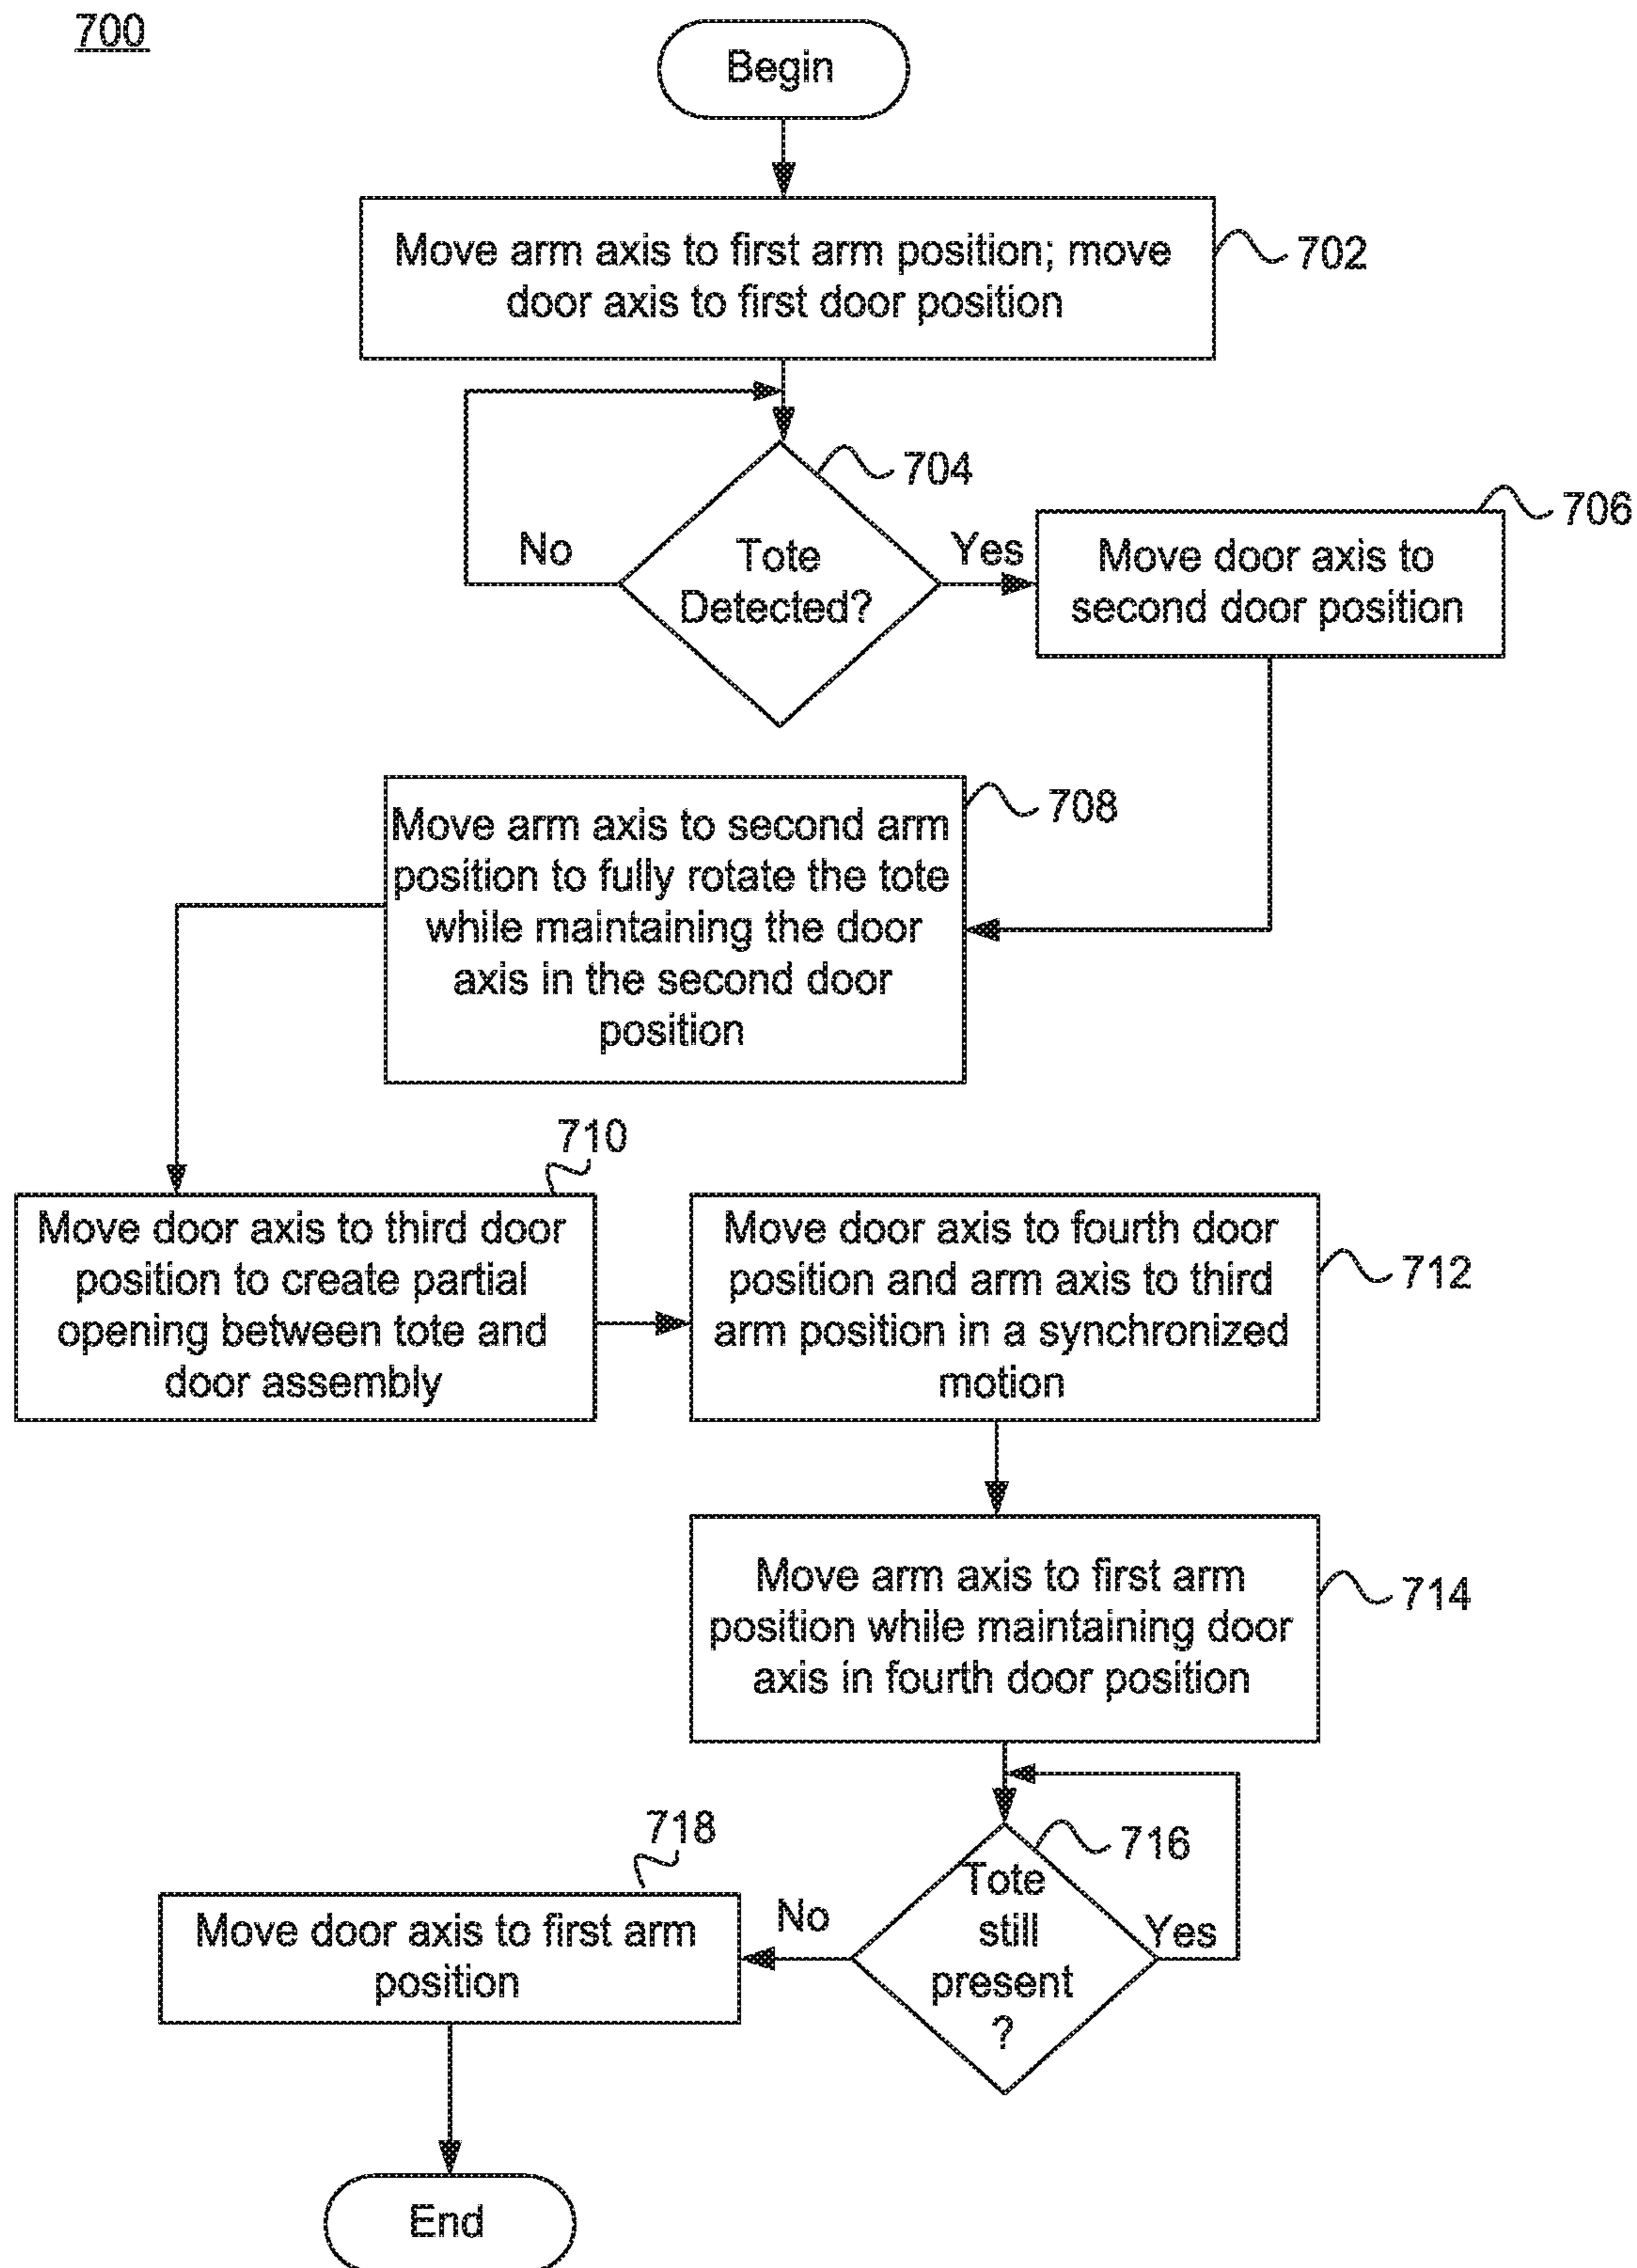 700
Begin
Move arm axis to first arm position; move
door axis to first door position
702
704
Tote
Detected?
No
Yes
706
Move door axis to
second door position
708
Move arm axis to second arm
position to fully rotate the tote
while maintaining the door
axis in the second door
position
710
Move door axis to third door
position to create partial
opening between tote and
door assembly
Move door axis to fourth door
position and arm axis to third
arm position in a synchronized
motion
712
Move arm axis to first arm
position while maintaining door
axis in fourth door position
714
716
Tote
still
present
?
Yes
No
718
Move door axis to first arm
position
End